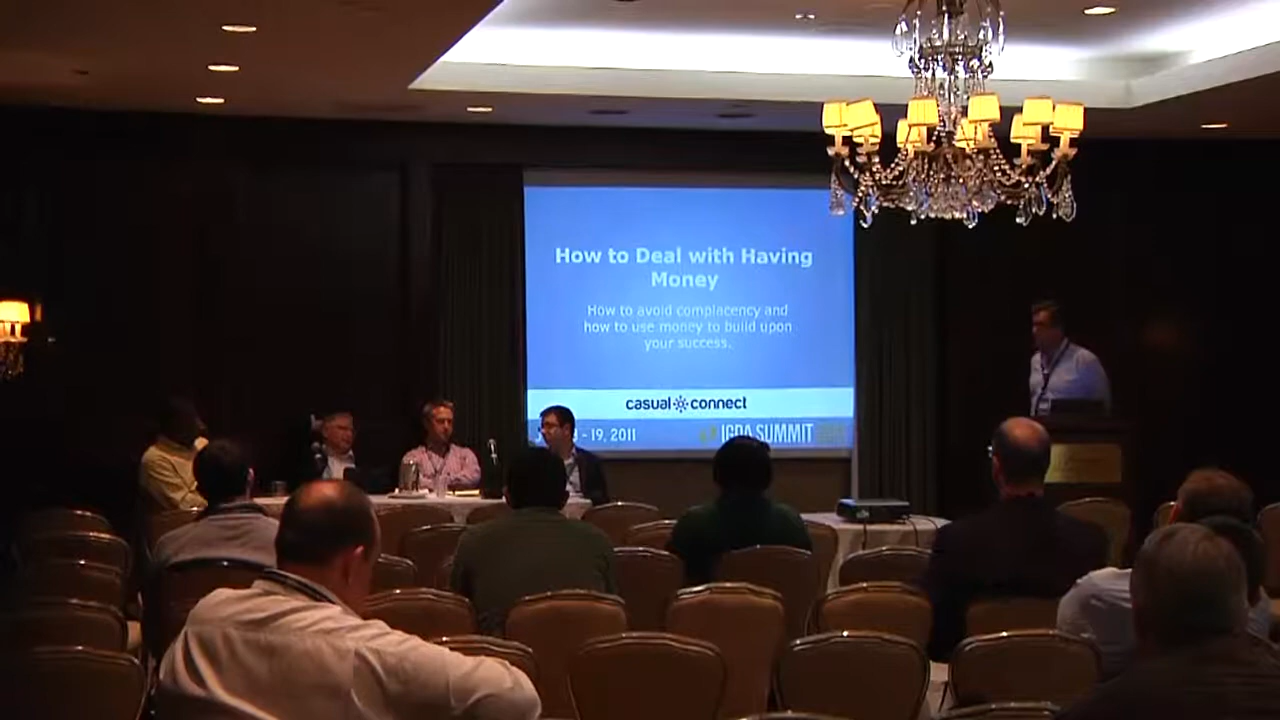 How to Deal with Having
Money
How to avoid complacency and
how to use money to build upon
your success.
casual connect
- 19, 2011
IGDA SUMMIT